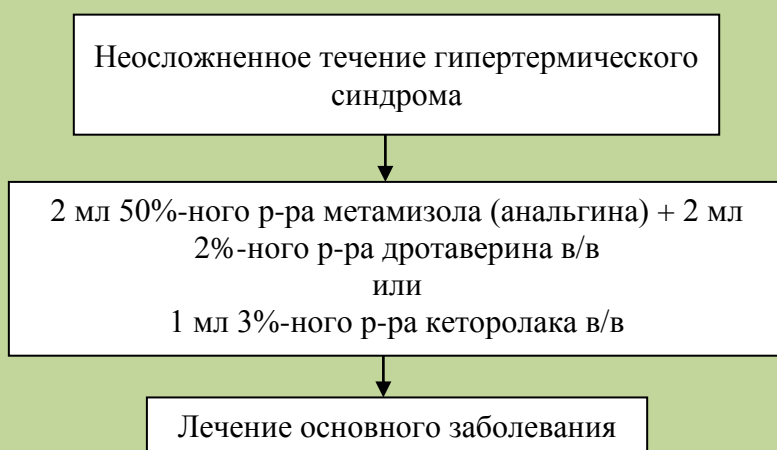 Неосложненное течение гипертермического
синдрома
2 мл 50%-ного р-ра метамизола (анальгина) + 2 мл
2%-ного р-ра дротаверина в/в
или
1 мл 3%-ного р-ра кеторолака в/в
Лечение основного заболевания